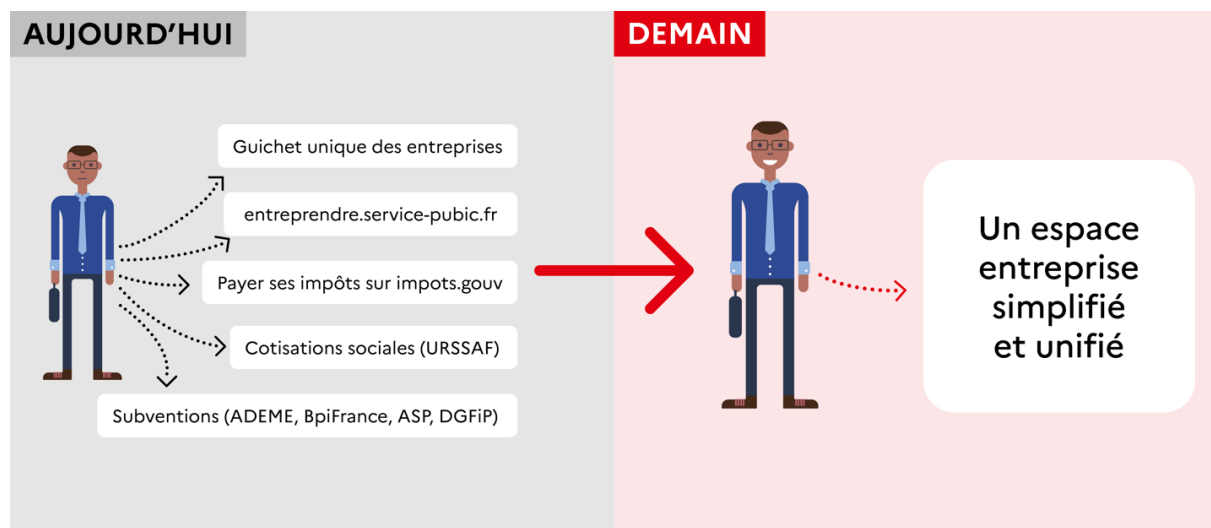 AUJOURD'HUI
Guichet unique des entreprises
entreprendre.service-pubic.fr
Payer ses impôts sur impots.gouv
Cotisations sociales (URSSAF)
Subventions (ADEME, BpiFrance, ASP, DGFiP)
DEMAIN
Un espace
entreprise
simplifié
et unifié